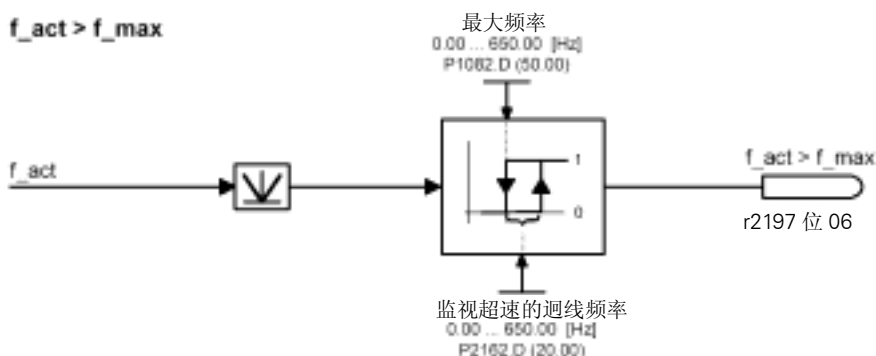 f_act > f_max
最大频率
0.00 ... 650.00 [Hz]
P1082.D (50.00)
f_act
1
0
f_act > f_max
r2197 位 06
监视超速的迥线频率
0.00 ... 650.00 [Hz]
P2162.D (20.00)